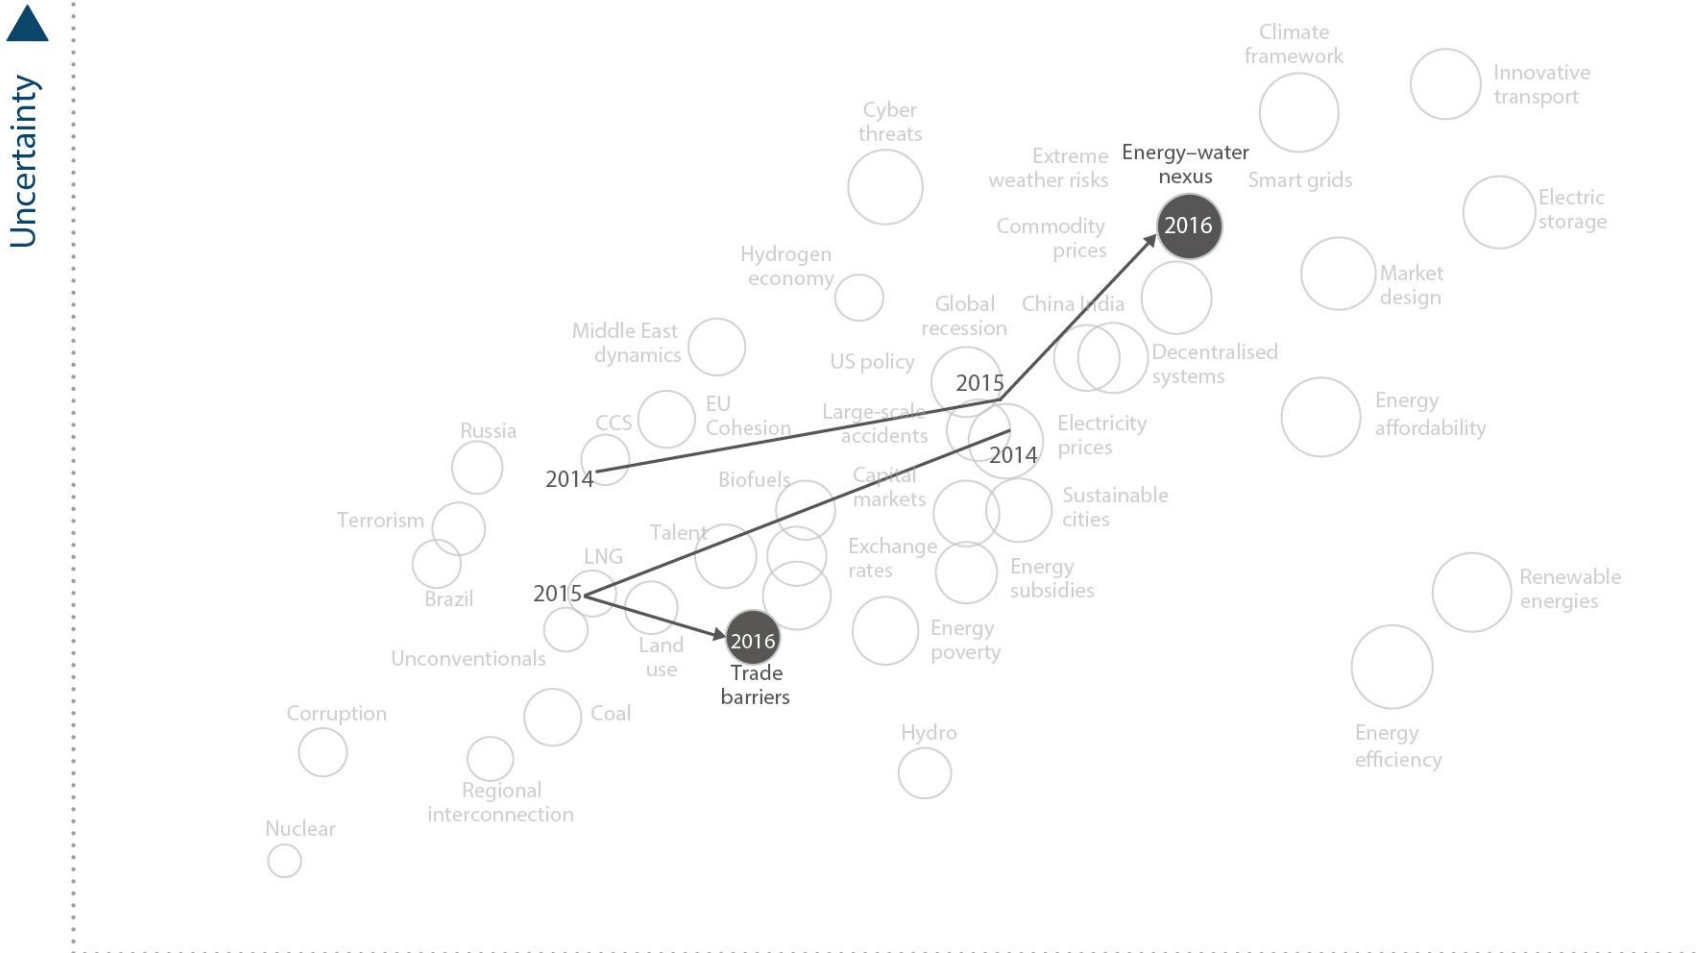 Uncertainty
Climate
framework
Innovative
transport
Cyber
threats
Extreme
weather risks
Energy–water
nexus
Smart grids
2016
Electric
storage
Commodity
prices
Hydrogen
economy
Market
design
Global
recession
China India
Middle East
dynamics
US policy
Decentralised
systems
2015
EU
Cohesion
CCS
Large-scale
accidents
Electricity
prices
Energy
affordability
Russia
2014
2014
Biofuels
Capital
markets
Sustainable
cities
Terrorism
Talent
LNG
Exchange
rates
Energy
subsidies
Renewable
energies
Brazil
2015
2016
Trade
barriers
Land
use
Energy
poverty
Unconventionals
Corruption
Coal
Hydro
Energy
efficiency
Regional
interconnection
Nuclear